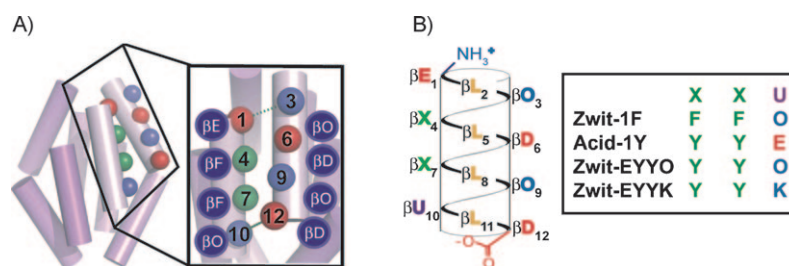 A)
βE 1 3 βO
6
βF 4 βD
9
βF 7 βO
12
βO 10 βD
B)
NH₃⁺
βE₁ βL₂ βO₃
βX₄ βL₅ βD₆
βX₇ βL₈ βO₉
βU₁₀ βL₁₁ βD₁₂
⁻O O
X X U
Zwit-1F F F O
Acid-1Y Y Y E
Zwit-EYYO Y Y O
Zwit-EYYK Y Y K